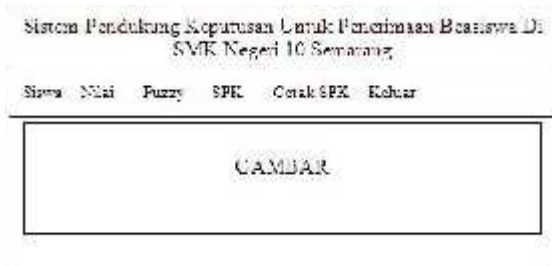 Sistem Pendukung Keputusan Untuk Penerimaan Beasiswa Di
SMK Negeri 10 Semarang
Siswa Nilai Fuzzy SPK Cetak SPK Keluar
GAMBAR